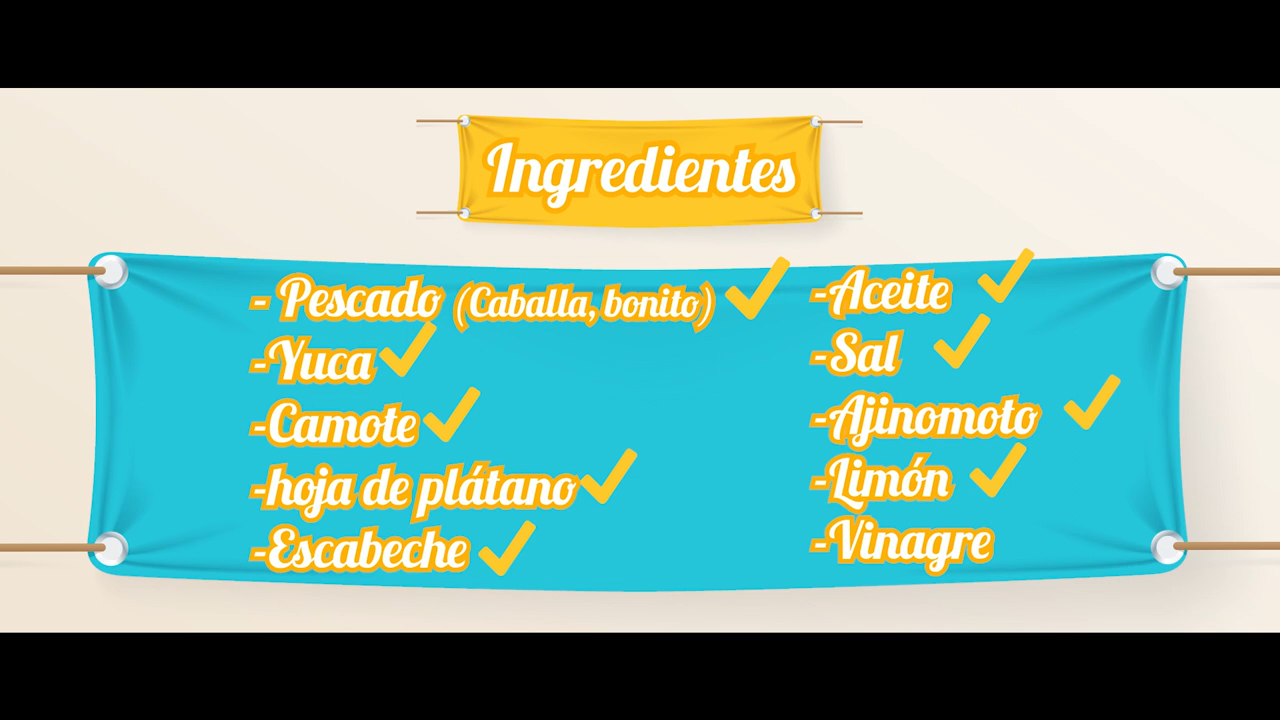 Ingredientes
- Pescado (Caballa, bonito)
-Yuca
-Camote
-hoja de plátano
-Escabeche
-Aceite
-Sal
-Ajinomoto
-Limón
-Vinagre